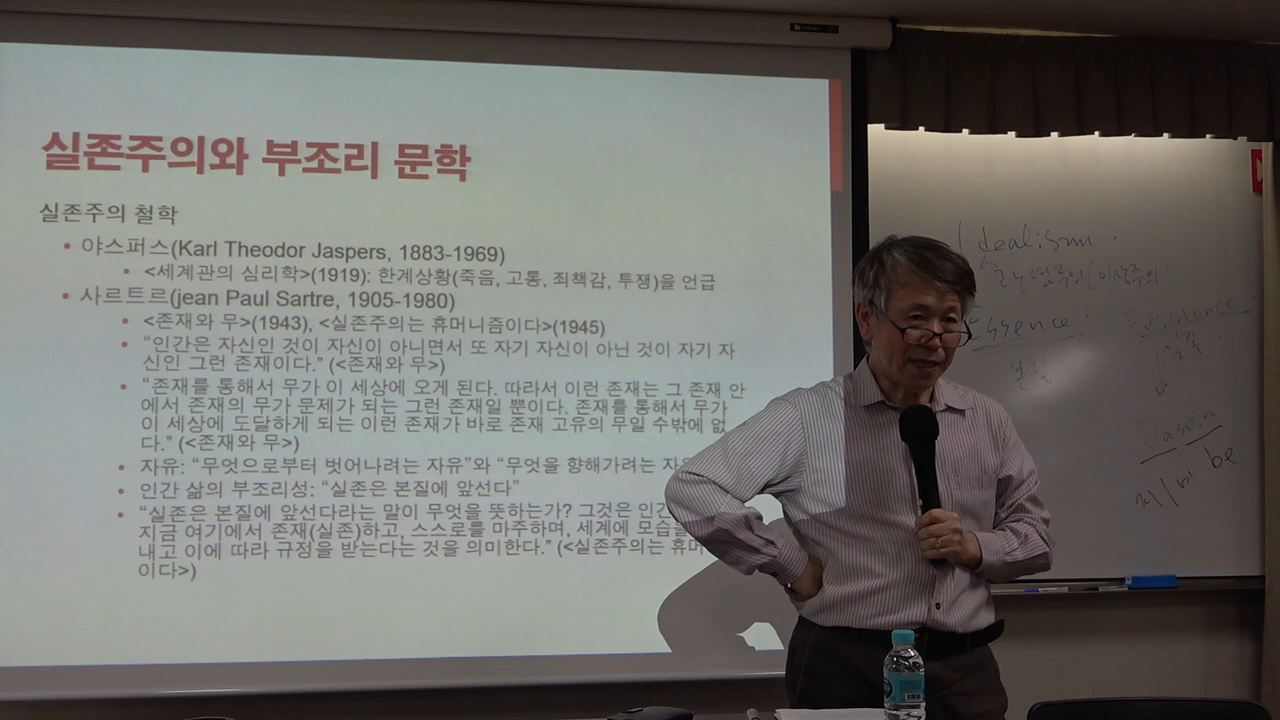 실존주의와 부조리 문학
실존주의 철학
• 야스퍼스(Karl Theodor Jaspers, 1883-1969)
• <세계관의 심리학>(1919): 한계상황(죽음, 고통, 죄책감, 투쟁)을 언급
• 사르트르(jean Paul Sartre, 1905-1980)
• <존재와 무>(1943), <실존주의는 휴머니즘이다>(1945)
• “인간은 자신인 것이 자신이 아니면서 또 자기 자신이 아닌 것이 자기 자
신인 그런 존재이다.” (<존재와 무>)
• “존재를 통해서 무가 이 세상에 오게 된다. 따라서 이런 존재는 그 존재 안
에서 존재의 무가 문제가 되는 그런 존재일 뿐이다. 존재를 통해서 무가
이 세상에 도달하게 되는 이런 존재가 바로 존재 고유의 무일 수밖에 없
다.” (<존재와 무>)
• 자유: “무엇으로부터 벗어나려는 자유”와 “무엇을 향해가려는
• 인간 삶의 부조리성: “실존은 본질에 앞선다”
• “실존은 본질에 앞선다라는 말이 무엇을 뜻하는가? 그것은
지금 여기에서 존재(실존)하고, 스스로를 마주하며, 세계에
내고 이에 따라 규정을 받는다는 것을 의미한다.” (<실존주의는
이다>)
Idealism
관념주의(이상주의)
Essence Existence
본질 실존
Dasein
be